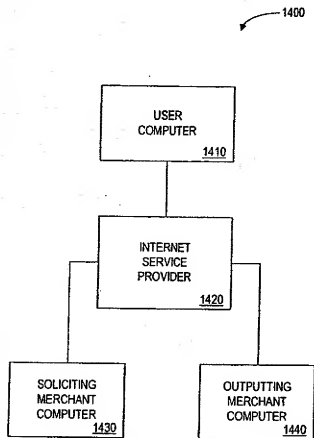 1400
USER
COMPUTER
1410
INTERNET
SERVICE
PROVIDER
1420
SOLICITING
MERCHANT
COMPUTER
1430
OUTPUTTING
MERCHANT
COMPUTER
1440